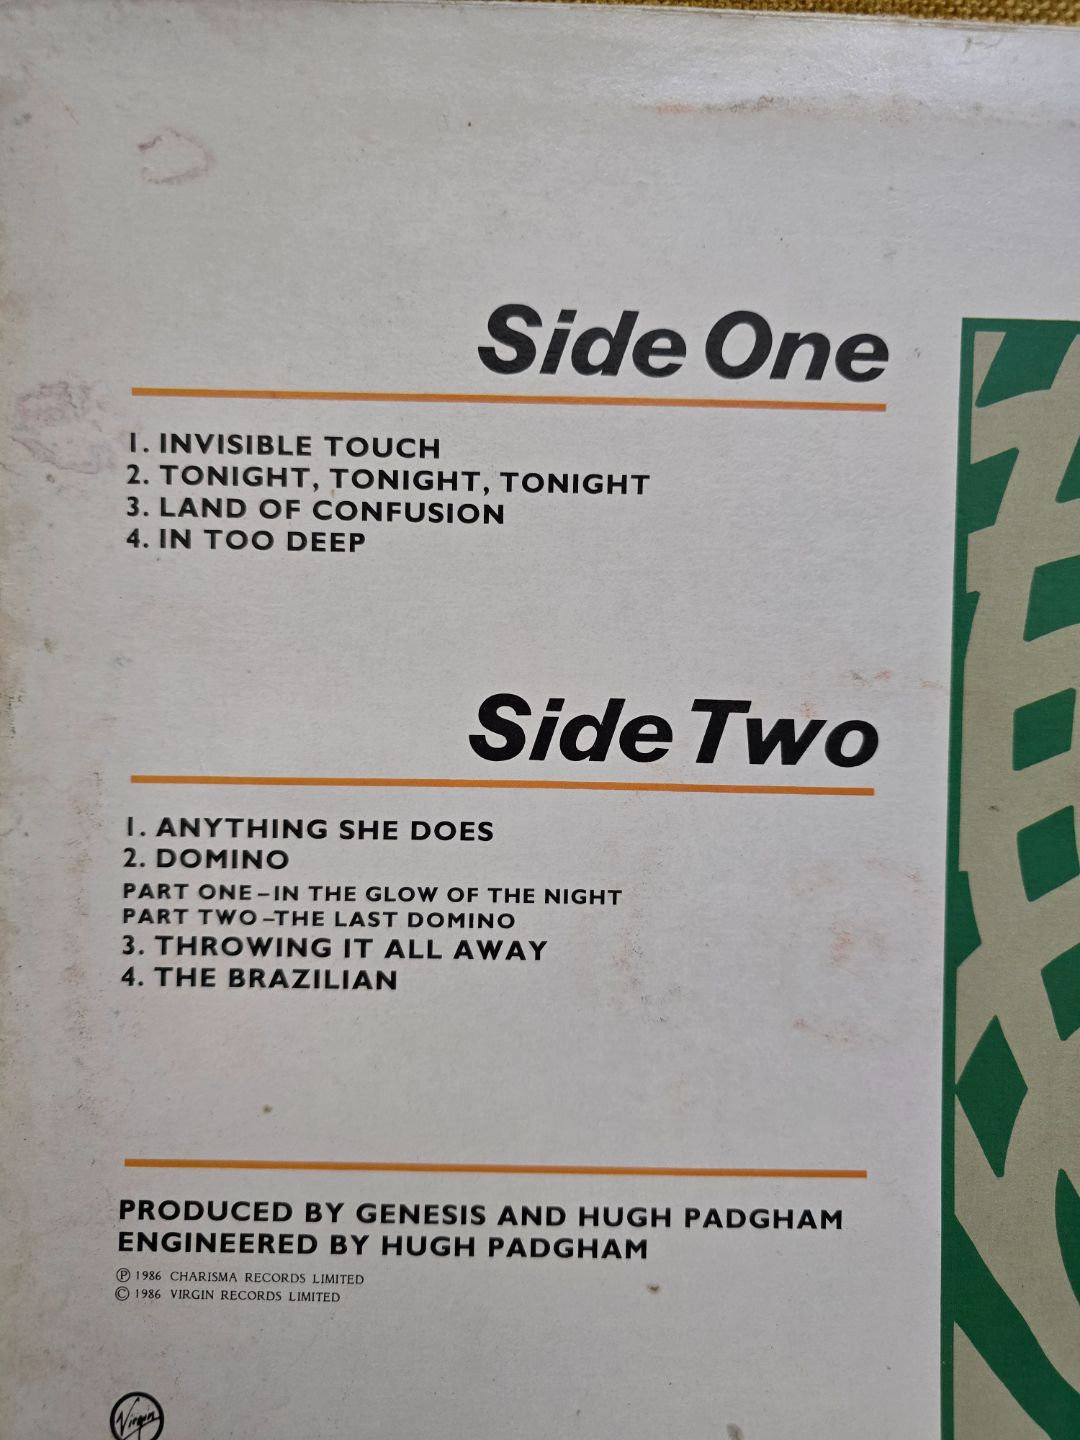 Side One
1. INVISIBLE TOUCH
2. TONIGHT, TONIGHT, TONIGHT
3. LAND OF CONFUSION
4. IN TOO DEEP
Side Two
1. ANYTHING SHE DOES
2. DOMINO
PART ONE–IN THE GLOW OF THE NIGHT
PART TWO–THE LAST DOMINO
3. THROWING IT ALL AWAY
4. THE BRAZILIAN
PRODUCED BY GENESIS AND HUGH PADGHAM
ENGINEERED BY HUGH PADGHAM
℗ 1986 CHARISMA RECORDS LIMITED
© 1986 VIRGIN RECORDS LIMITED
Virgin